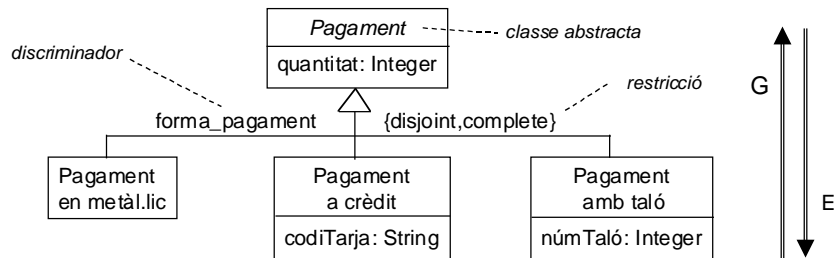 Pagament
classe abstracta
discriminador
quantitat: Integer
restricció
G
forma_pagament
{disjoint,complete}
Pagament
en metàl.lic
Pagament
a crèdit
Pagament
amb taló
E
codiTarja: String
númTaló: Integer